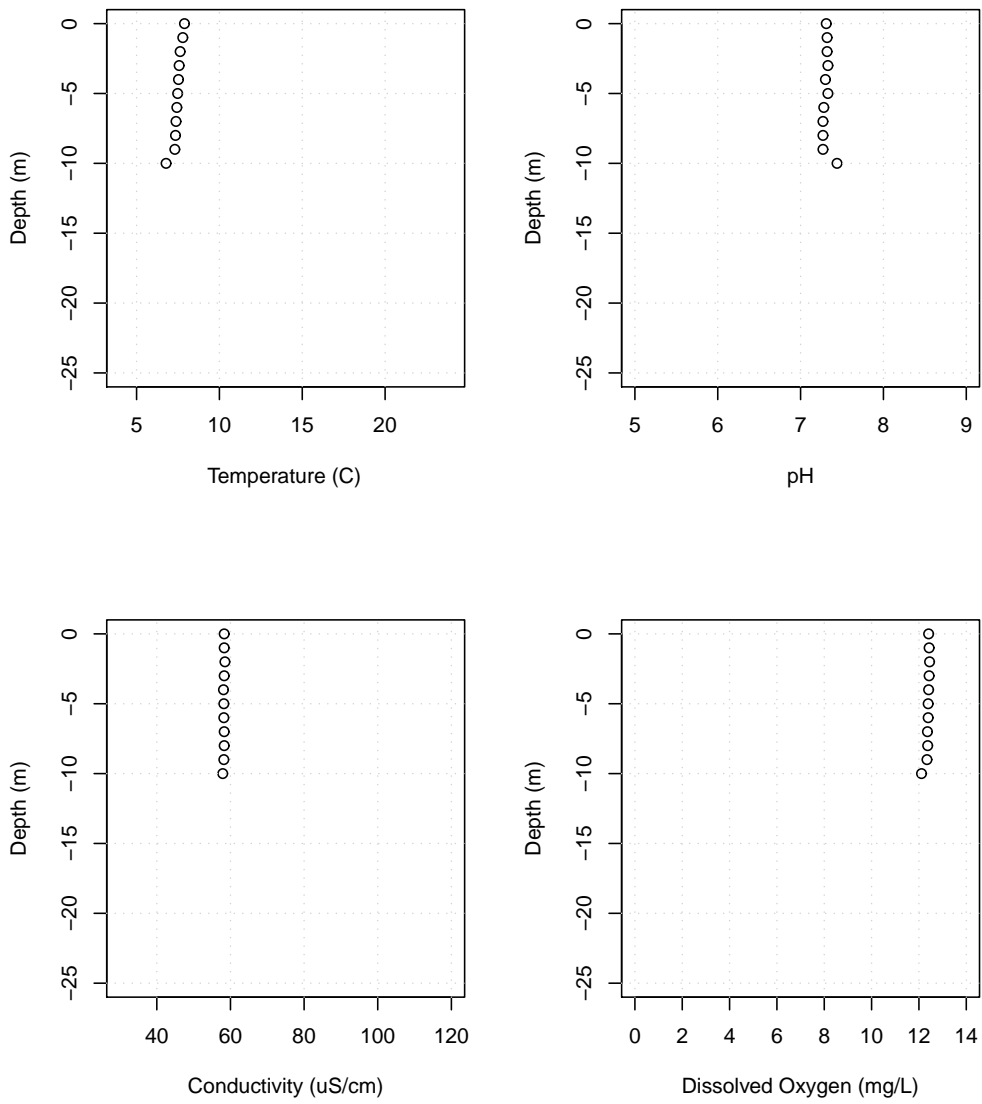 0
−5
−10
−15
−20
−25
Depth (m)
5 10 15 20
Temperature (C)
0
−5
−10
−15
−20
−25
Depth (m)
5 6 7 8 9
pH
0
−5
−10
−15
−20
−25
Depth (m)
40 60 80 100 120
Conductivity (uS/cm)
0
−5
−10
−15
−20
−25
Depth (m)
0 2 4 6 8 10 12 14
Dissolved Oxygen (mg/L)